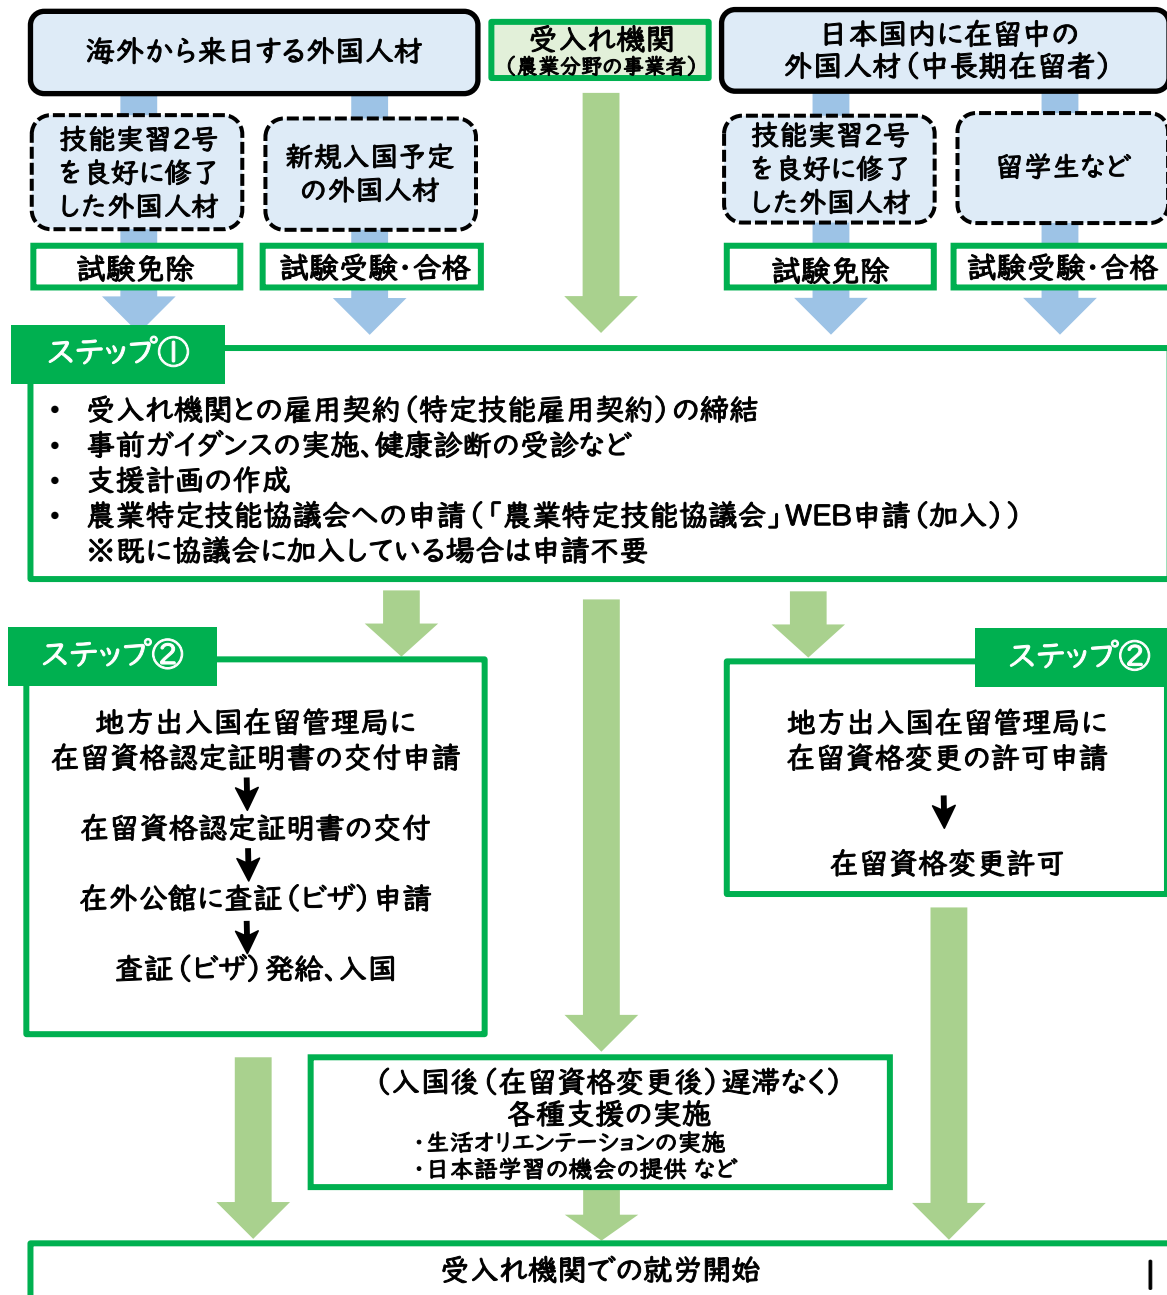 海外から来日する外国人材
受入れ機関
（農業分野の事業者）
日本国内に在留中の
外国人材（中長期在留者）
技能実習2号
を良好に修了
した外国人材
新規入国予定
の外国人材
技能実習2号
を良好に修了
した外国人材
留学生など
試験免除
試験受験・合格
試験免除
試験受験・合格
ステップ①
• 受入れ機関との雇用契約（特定技能雇用契約）の締結
• 事前ガイダンスの実施、健康診断の受診など
• 支援計画の作成
• 農業特定技能協議会への申請（「農業特定技能協議会」WEB申請（加入））
※既に協議会に加入している場合は申請不要
ステップ②
地方出入国在留管理局に
在留資格認定証明書の交付申請
在留資格認定証明書の交付
在外公館に査証（ビザ）申請
査証（ビザ）発給、入国
ステップ②
地方出入国在留管理局に
在留資格変更の許可申請
在留資格変更許可
（入国後（在留資格変更後）遅滞なく）
各種支援の実施
・生活オリエンテーションの実施
・日本語学習の機会の提供 など
受入れ機関での就労開始